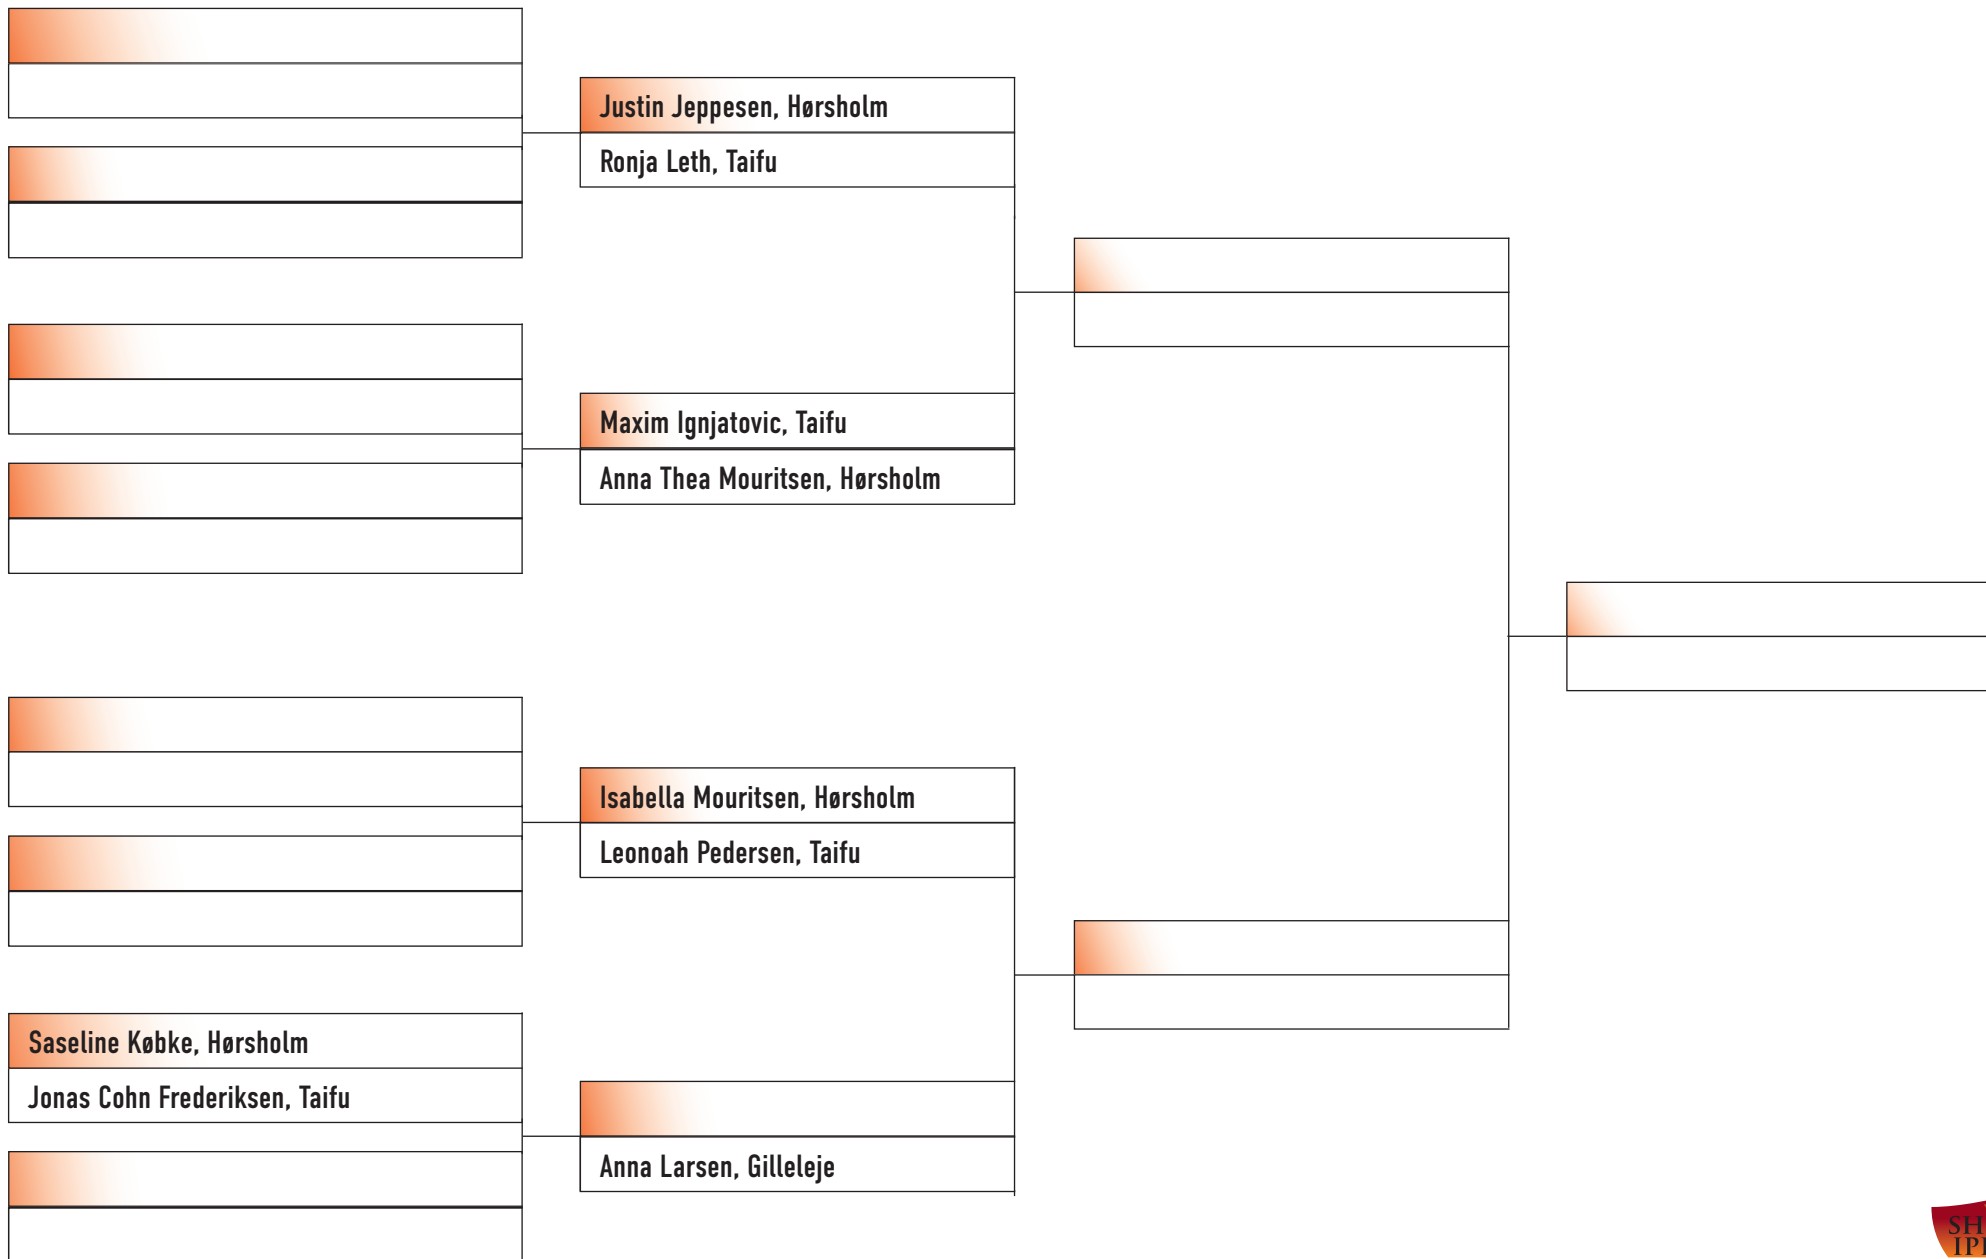 Justin Jeppesen, Hørsholm
Ronja Leth, Taifu
Maxim Ignjatovic, Taifu
Anna Thea Mouritsen, Hørsholm
Isabella Mouritsen, Hørsholm
Leonoah Pedersen, Taifu
Saseline Købke, Hørsholm
Jonas Cohn Frederiksen, Taifu
Anna Larsen, Gilleleje